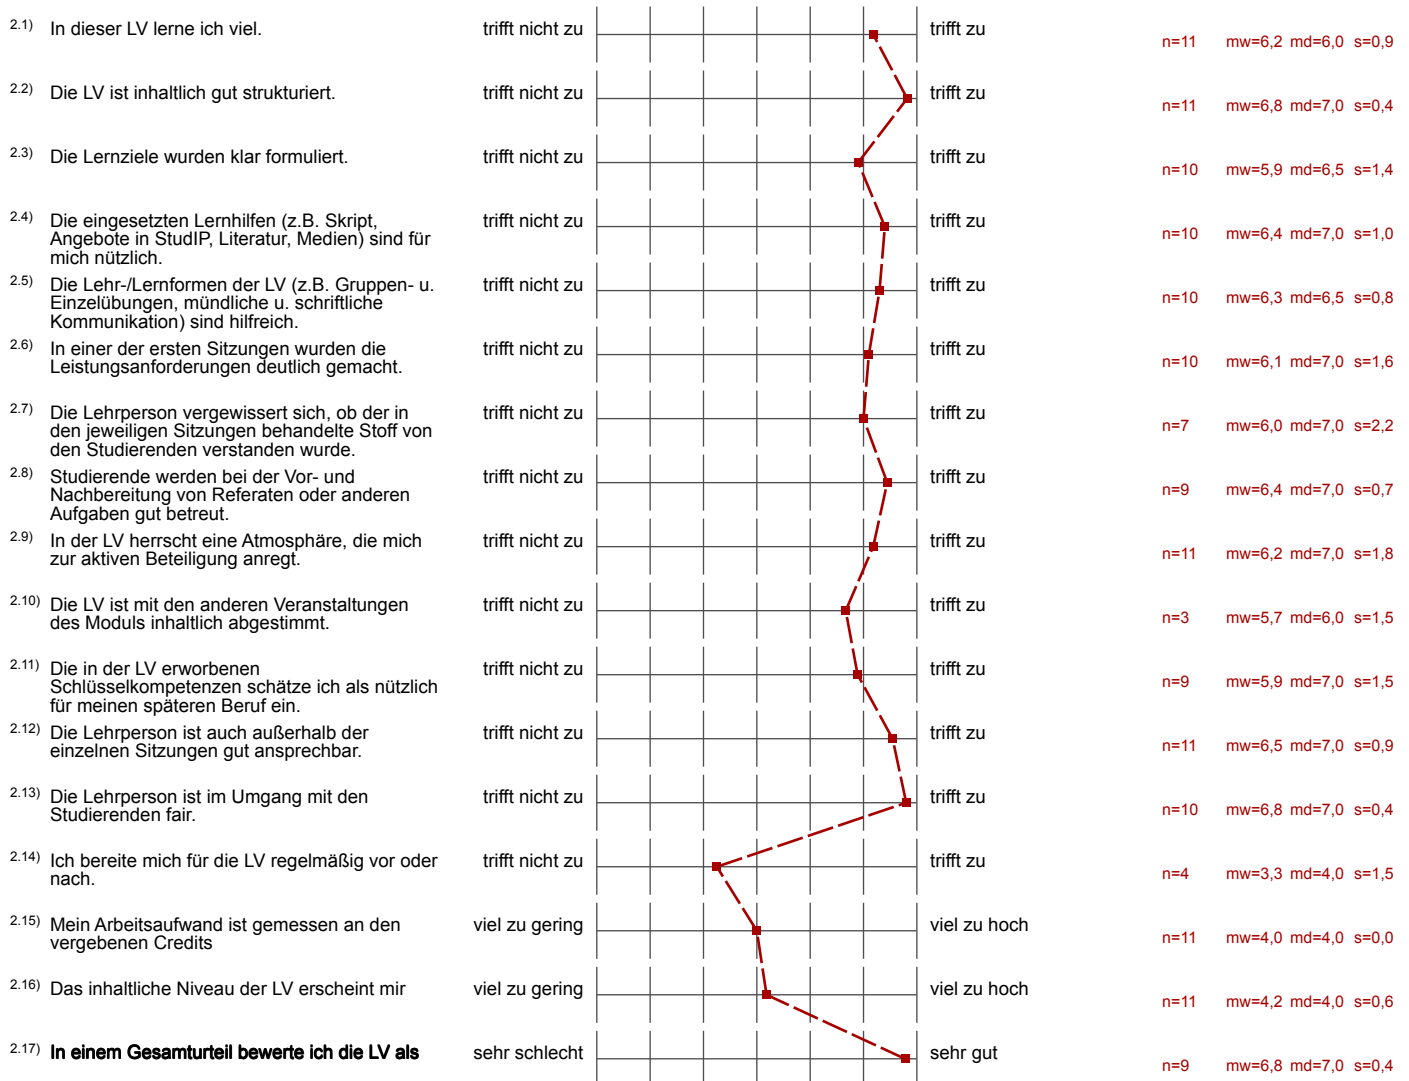 2.1) In dieser LV lerne ich viel. trifft nicht zu trifft zu n=11 mw=6,2 md=6,0 s=0,9
2.2) Die LV ist inhaltlich gut strukturiert. trifft nicht zu trifft zu n=11 mw=6,8 md=7,0 s=0,4
2.3) Die Lernziele wurden klar formuliert. trifft nicht zu trifft zu n=10 mw=5,9 md=6,5 s=1,4
2.4) Die eingesetzten Lernhilfen (z.B. Skript, trifft nicht zu trifft zu n=10 mw=6,4 md=7,0 s=1,0
Angebote in StudIP, Literatur, Medien) sind für
mich nützlich.
2.5) Die Lehr-/Lernformen der LV (z.B. Gruppen- u. trifft nicht zu trifft zu n=10 mw=6,3 md=6,5 s=0,8
Einzelübungen, mündliche u. schriftliche
Kommunikation) sind hilfreich.
2.6) In einer der ersten Sitzungen wurden die trifft nicht zu trifft zu n=10 mw=6,1 md=7,0 s=1,6
Leistungsanforderungen deutlich gemacht.
2.7) Die Lehrperson vergewissert sich, ob der in trifft nicht zu trifft zu n=7 mw=6,0 md=7,0 s=2,2
den jeweiligen Sitzungen behandelte Stoff von
den Studierenden verstanden wurde.
2.8) Studierende werden bei der Vor- und trifft nicht zu trifft zu n=9 mw=6,4 md=7,0 s=0,7
Nachbereitung von Referaten oder anderen
Aufgaben gut betreut.
2.9) In der LV herrscht eine Atmosphäre, die mich trifft nicht zu trifft zu n=11 mw=6,2 md=7,0 s=1,8
zur aktiven Beteiligung anregt.
2.10) Die LV ist mit den anderen Veranstaltungen trifft nicht zu trifft zu n=3 mw=5,7 md=6,0 s=1,5
des Moduls inhaltlich abgestimmt.
2.11) Die in der LV erworbenen trifft nicht zu trifft zu n=9 mw=5,9 md=7,0 s=1,5
Schlüsselkompetenzen schätze ich als nützlich
für meinen späteren Beruf ein.
2.12) Die Lehrperson ist auch außerhalb der trifft nicht zu trifft zu n=11 mw=6,5 md=7,0 s=0,9
einzelnen Sitzungen gut ansprechbar.
2.13) Die Lehrperson ist im Umgang mit den trifft nicht zu trifft zu n=10 mw=6,8 md=7,0 s=0,4
Studierenden fair.
2.14) Ich bereite mich für die LV regelmäßig vor oder trifft nicht zu trifft zu n=4 mw=3,3 md=4,0 s=1,5
nach.
2.15) Mein Arbeitsaufwand ist gemessen an den viel zu gering viel zu hoch n=11 mw=4,0 md=4,0 s=0,0
vergebenen Credits
2.16) Das inhaltliche Niveau der LV erscheint mir viel zu gering viel zu hoch n=11 mw=4,2 md=4,0 s=0,6
2.17) In einem Gesamturteil bewerte ich die LV als sehr schlecht sehr gut n=9 mw=6,8 md=7,0 s=0,4